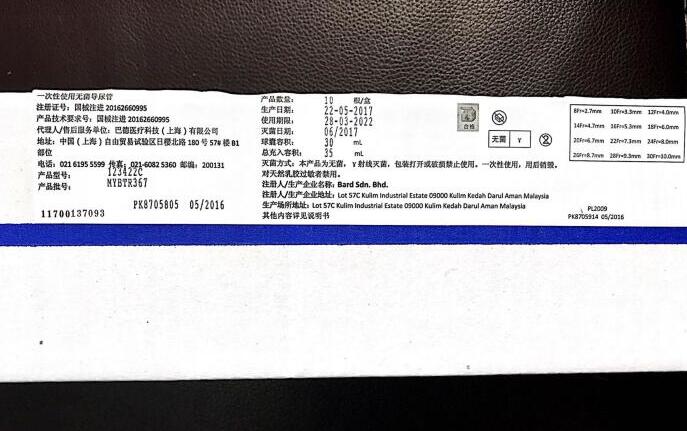 一次性使用无菌导尿管
注册证号：国械注进 20162660995
产品技术要求号：国械注进 20162660995
代理人/售后服务单位：巴德医疗科技（上海）有限公司
地址：中国（上海）自由贸易试验区日樱北路 180 号 57# 楼 B1
部位
电话：021 6195 5599 传真：021-6082 5360 邮编：200131
产品型号： 123422C
产品批号： MYBTR367
PK8705805 05/2016
11700137093
产品数量： 10 根/盒
生产日期： 22-05-2017
使用期限： 28-03-2022
灭菌日期： 06/2017
球囊容积： 30 mL
总充入容积： 35 mL
灭菌方式：本产品为无菌，γ射线灭菌，包装打开或破损禁止使用。一次性使用，用后销毁。
对天然乳胶过敏者禁用。
注册人/生产企业名称：Bard Sdn. Bhd.
注册人/生产企业地址：Lot 57C Kulim Industrial Estate 09000 Kulim Kedah Darul Aman Malaysia
生产场所地址：Lot 57C Kulim Industrial Estate 09000 Kulim Kedah Darul Aman Malaysia
其他内容详见说明书
合格
无菌 γ
2
8Fr=2.7mm 10Fr=3.3mm 12Fr=4.0mm
14Fr=4.7mm 16Fr=5.3mm 18Fr=6.0mm
20Fr=6.7mm 22Fr=7.3mm 24Fr=8.0mm
26Fr=8.7mm 28Fr=9.3mm 30Fr=10.0mm
PL2009
PK8705914 05/2016